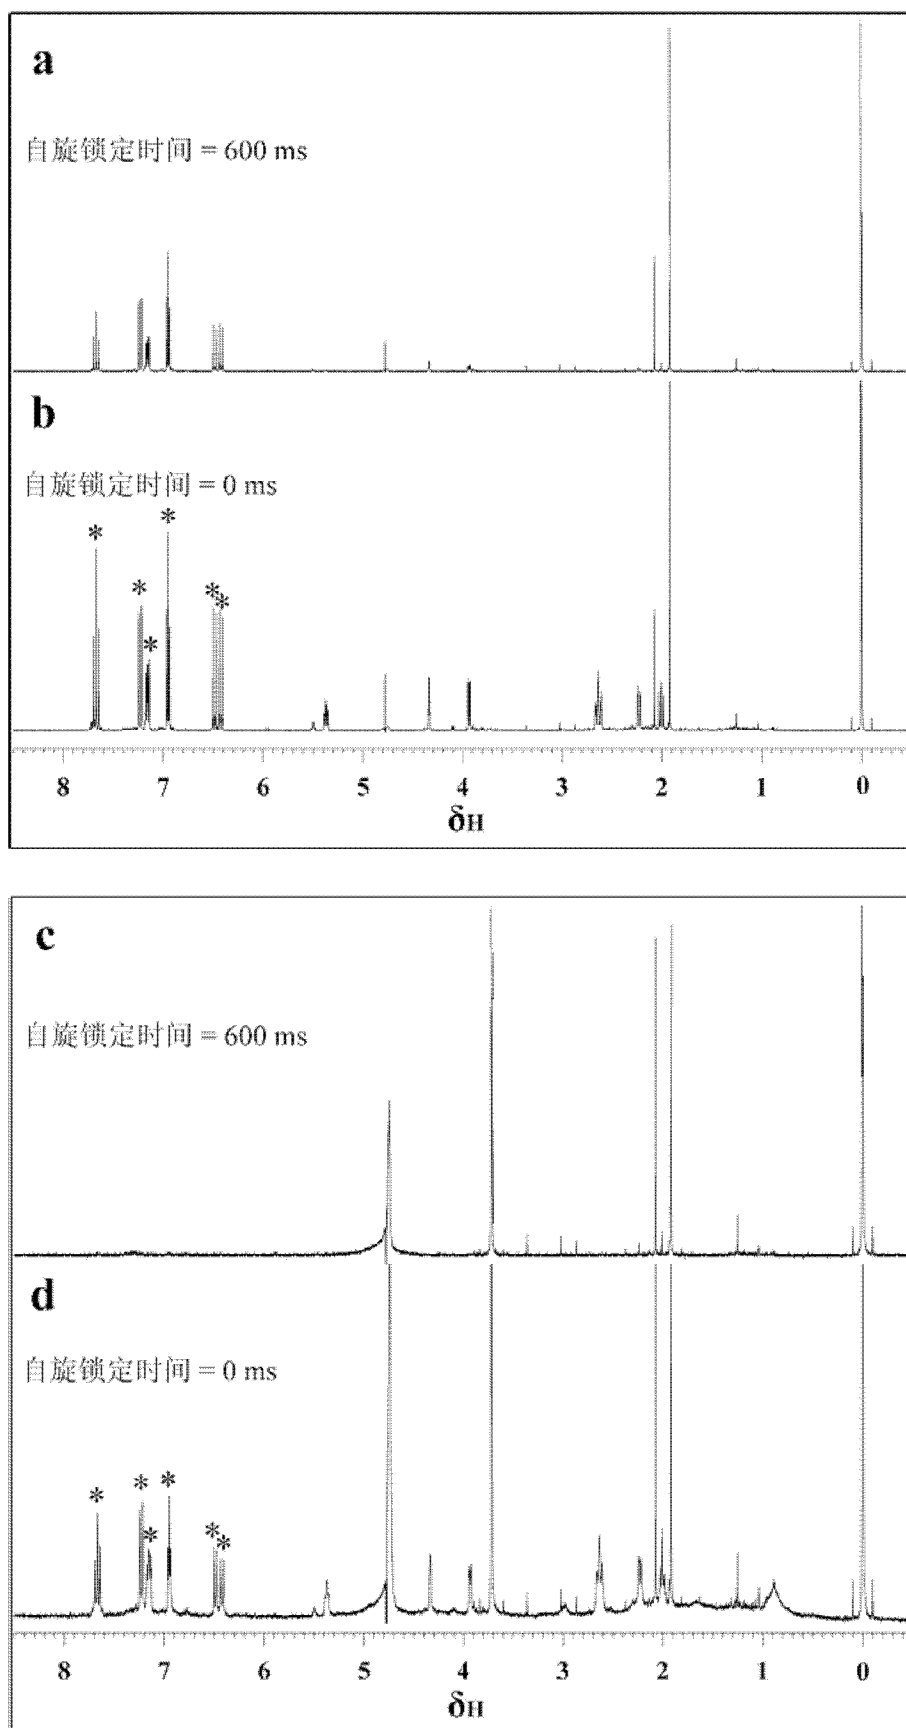 a
自旋锁定时间 = 600 ms
b
自旋锁定时间 = 0 ms
* * * * * *
8 7 6 5 4 3 2 1 0
δH
c
自旋锁定时间 = 600 ms
d
自旋锁定时间 = 0 ms
* * * * * *
8 7 6 5 4 3 2 1 0
δH